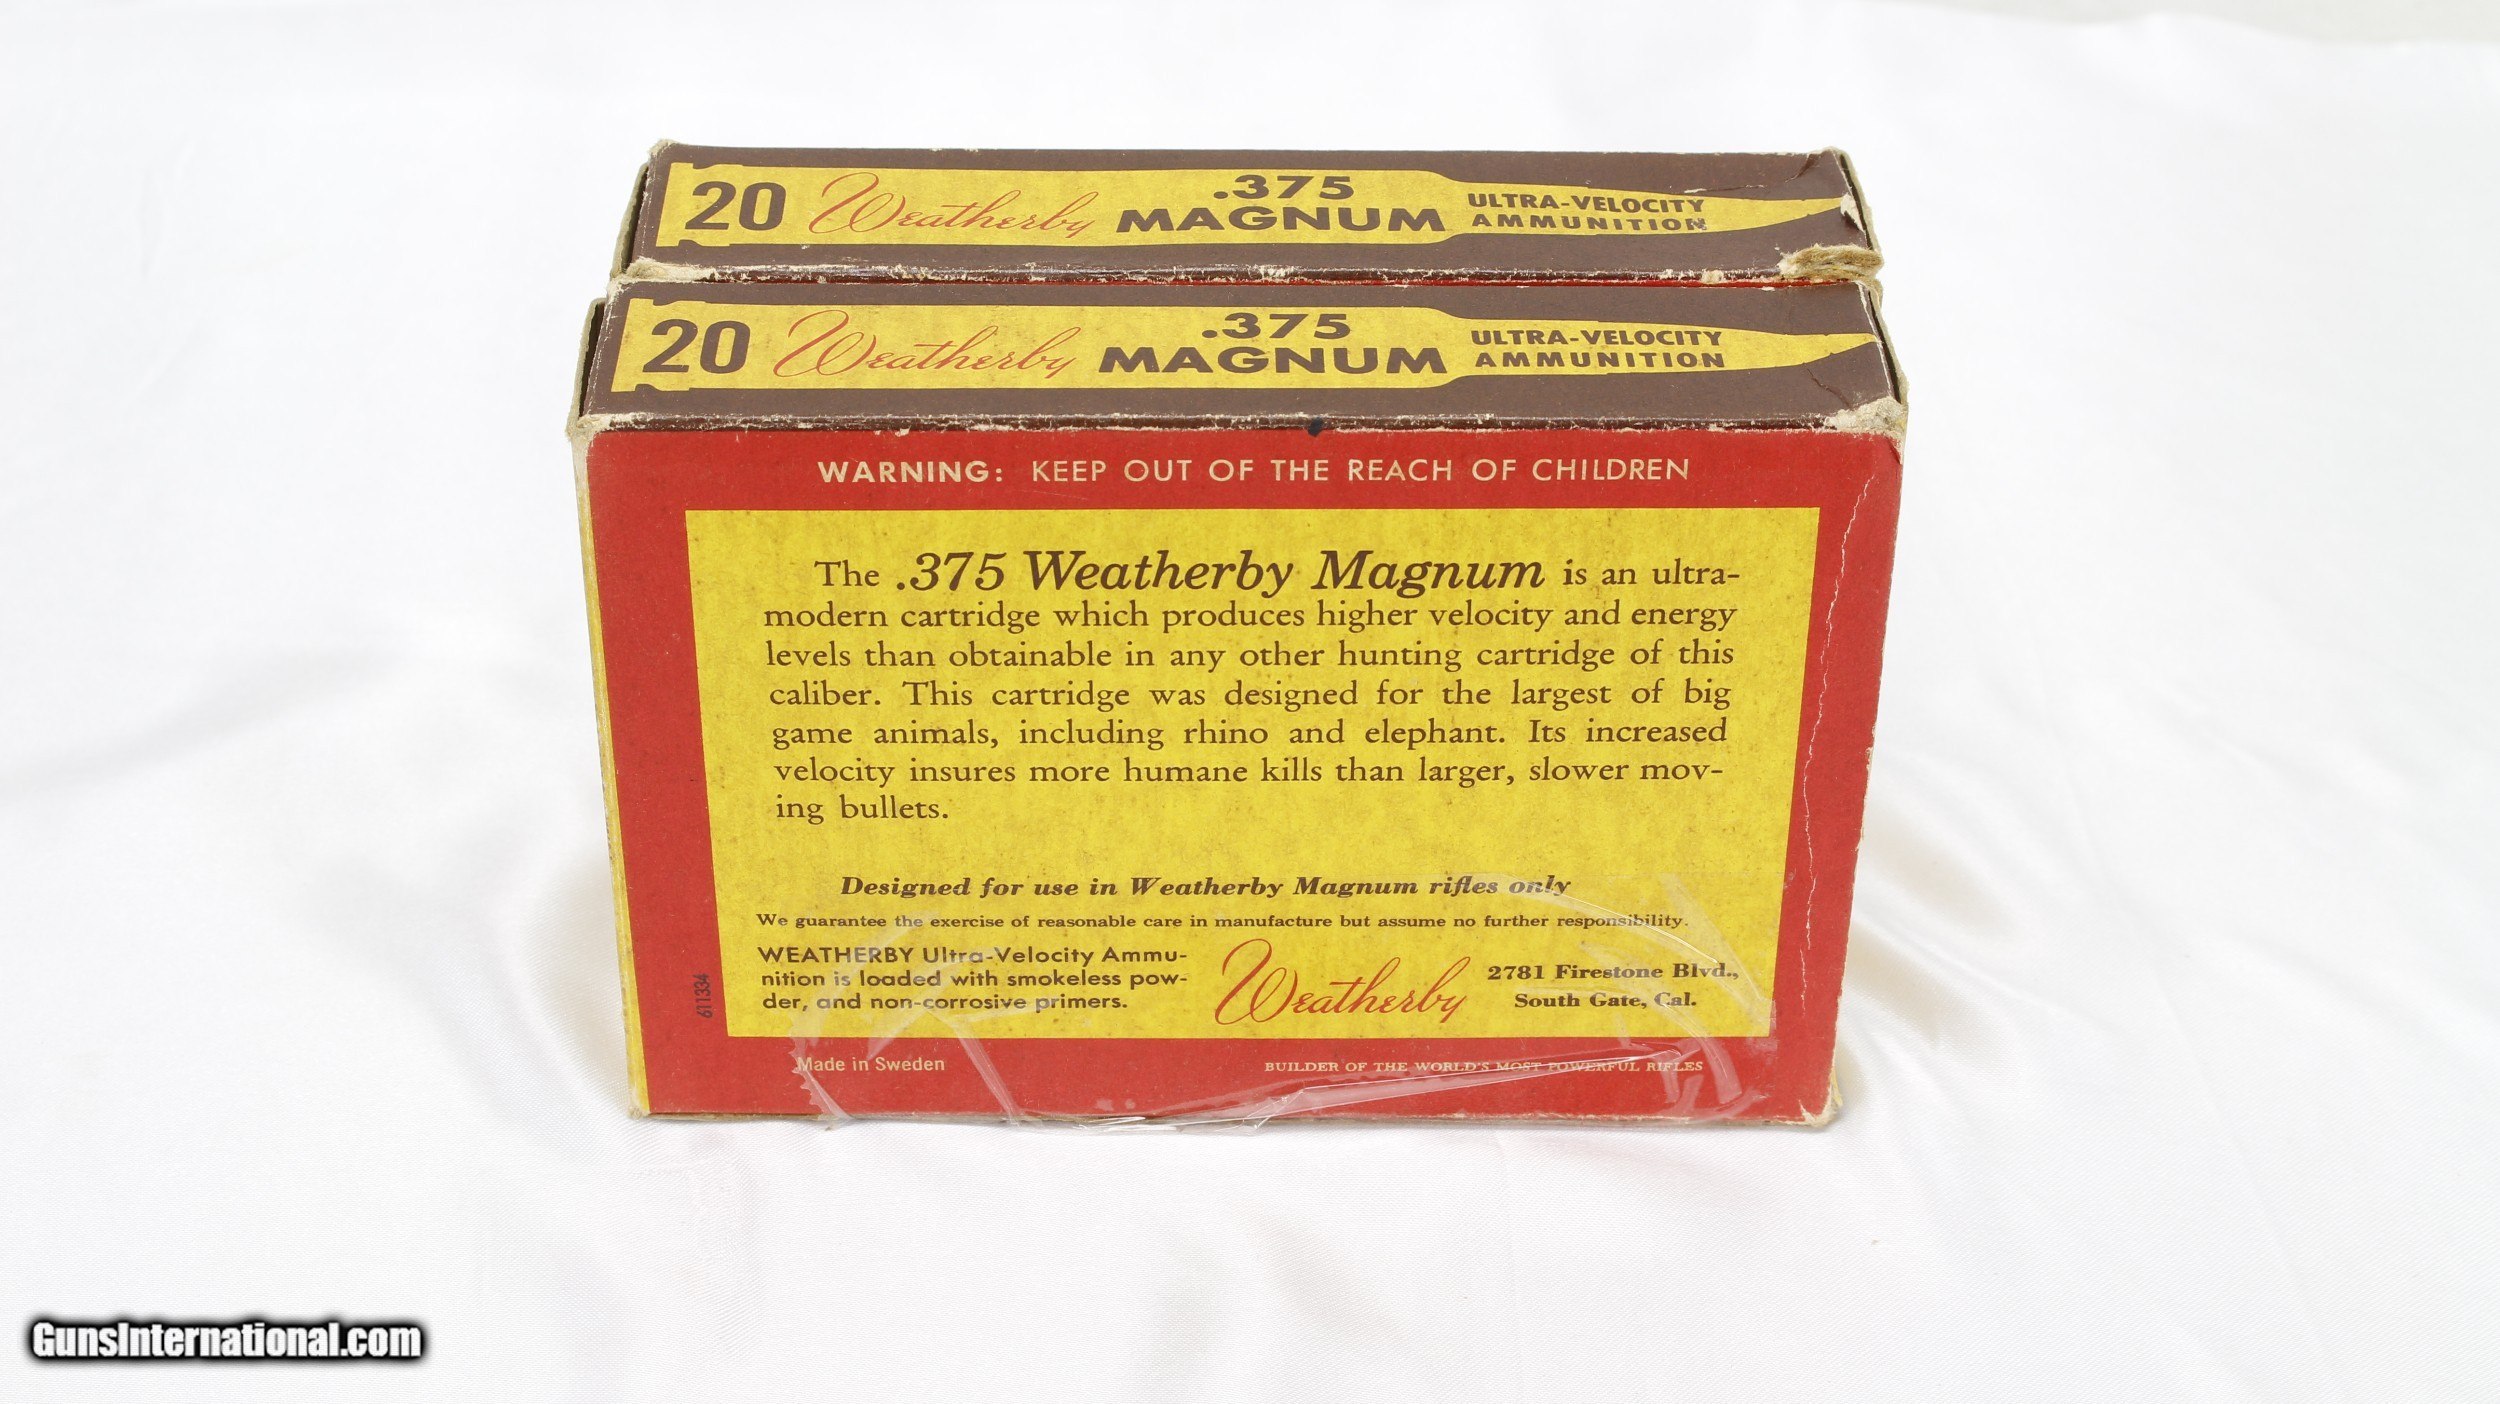 20 Weatherby .375 MAGNUM ULTRA-VELOCITY AMMUNITION
20 Weatherby .375 MAGNUM ULTRA-VELOCITY AMMUNITION
WARNING: KEEP OUT OF THE REACH OF CHILDREN
The .375 Weatherby Magnum is an ultra-
modern cartridge which produces higher velocity and energy
levels than obtainable in any other hunting cartridge of this
caliber. This cartridge was designed for the largest of big
game animals, including rhino and elephant. Its increased
velocity insures more humane kills than larger, slower mov-
ing bullets.
Designed for use in Weatherby Magnum rifles only
We guarantee the exercise of reasonable care in manufacture but assume no further responsibility.
WEATHERBY Ultra-Velocity Ammu-
nition is loaded with smokeless pow-
der, and non-corrosive primers.
Weatherby
2781 Firestone Blvd.,
South Gate, Cal.
611334
Made in Sweden
BUILDER OF THE WORLD'S MOST POWERFUL RIFLES
GunsInternational.com